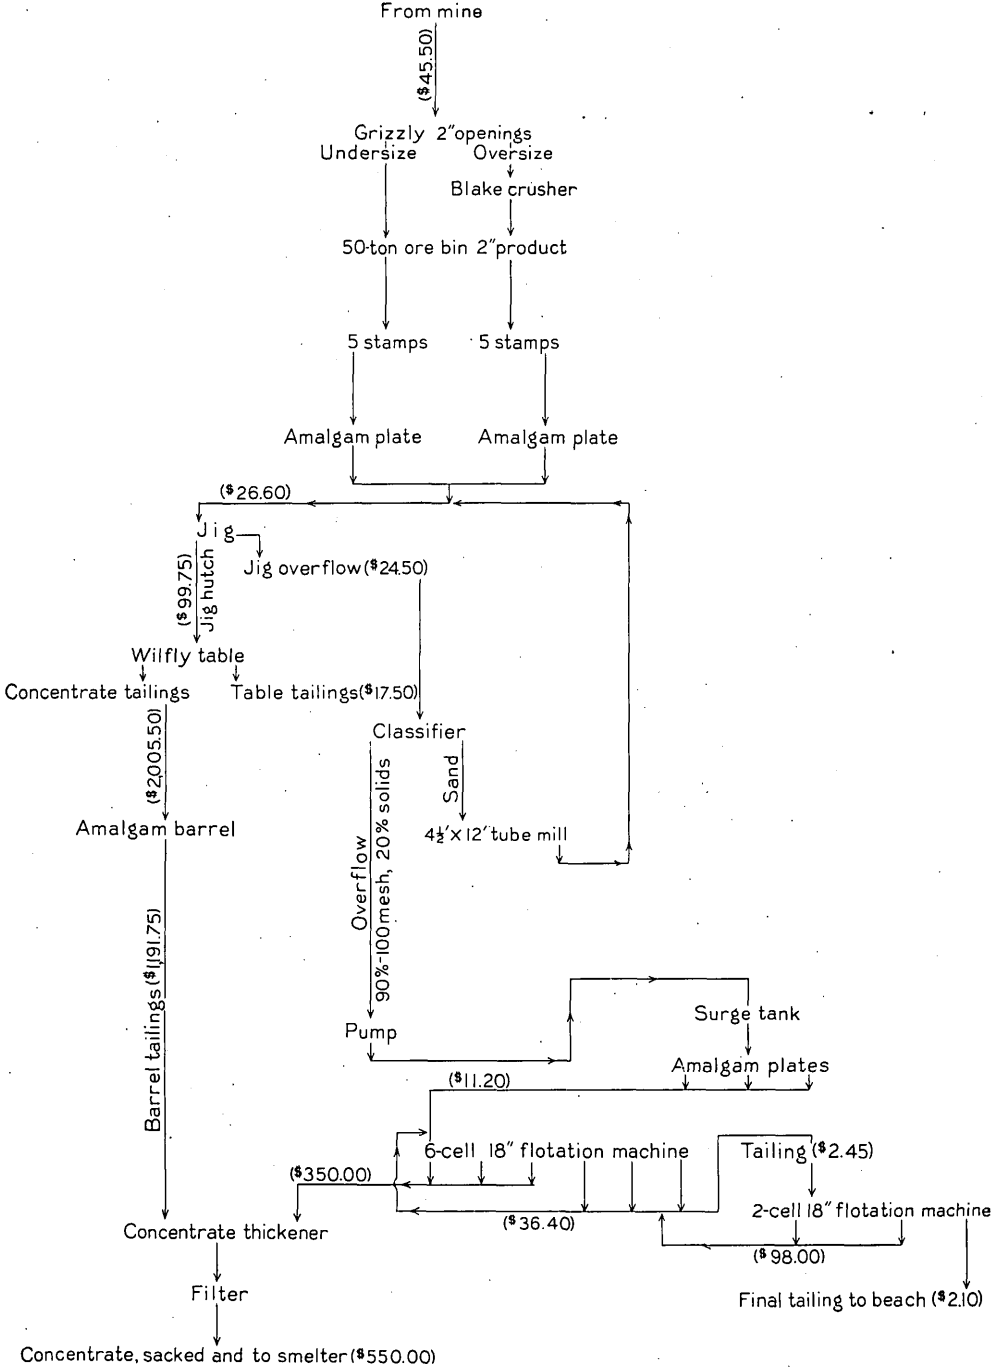 From mine
($45.50)
Grizzly 2" openings
Undersize
Oversize
Blake crusher
50-ton ore bin 2" product
5 stamps
5 stamps
Amalgam plate
Amalgam plate
($26.60)
Jig
Jig overflow ($24.50)
($99.75)
Jig hutch
Wilfly table
Concentrate tailings
Table tailings ($17.50)
($2,005.50)
Classifier
Overflow
90%-100 mesh, 20% solids
Sand
Amalgam barrel
4½' x 12' tube mill
Barrel tailings ($1,191.75)
Pump
Surge tank
Amalgam plates
($11.20)
6-cell 18" flotation machine
Tailing ($2.45)
($350.00)
2-cell 18" flotation machine
($36.40)
Concentrate thickener
($98.00)
Filter
Final tailing to beach ($2.10)
Concentrate, sacked and to smelter ($550.00)